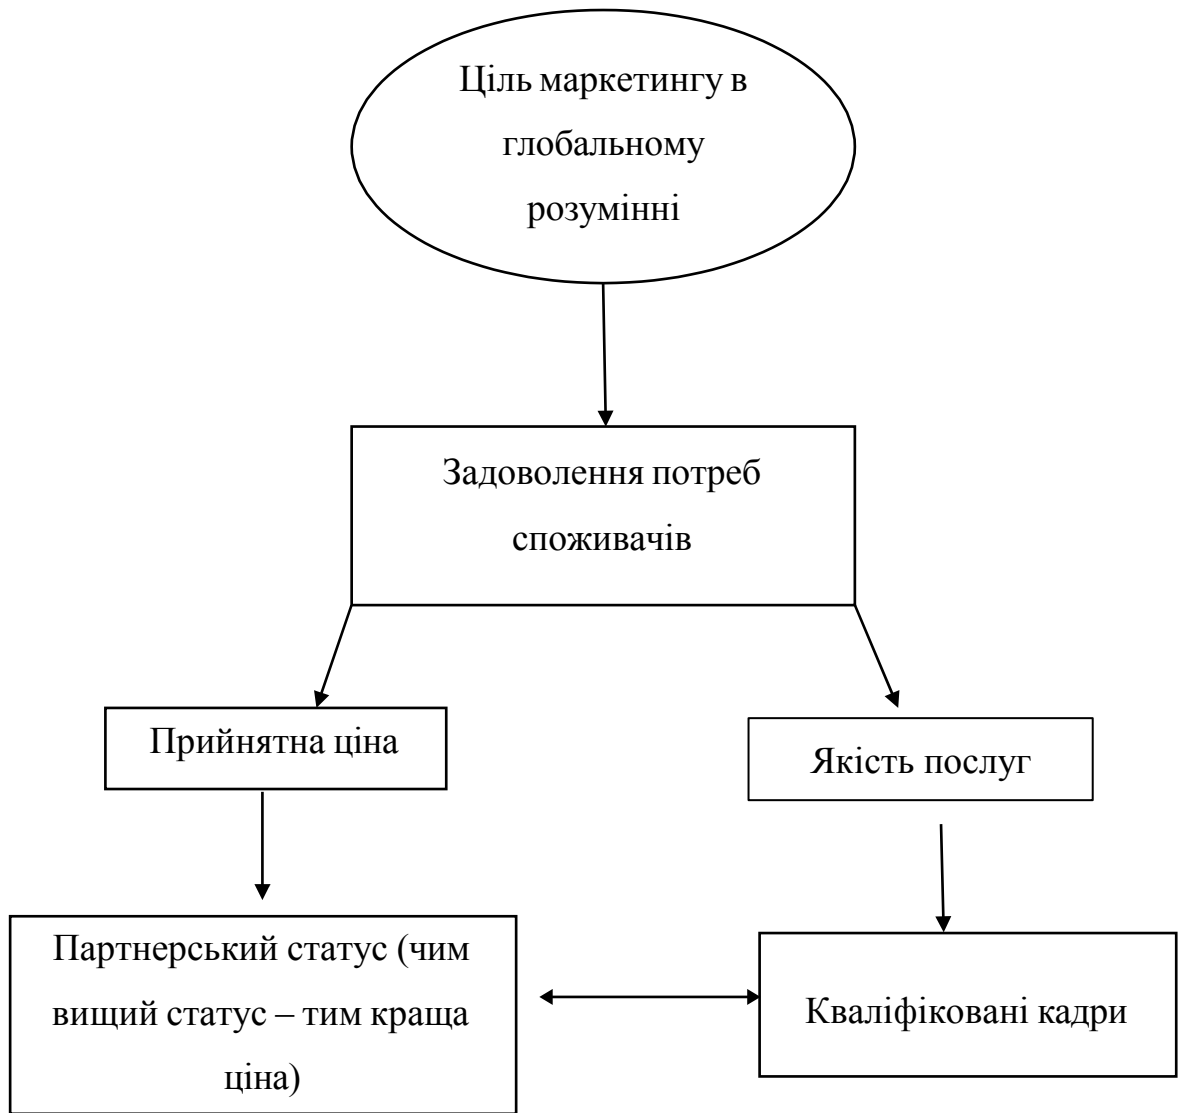 Ціль маркетингу в
глобальному
розумінні
Задоволення потреб
споживачів
Прийнятна ціна
Якість послуг
Партнерський статус (чим
вищий статус – тим краща
ціна)
Кваліфіковані кадри